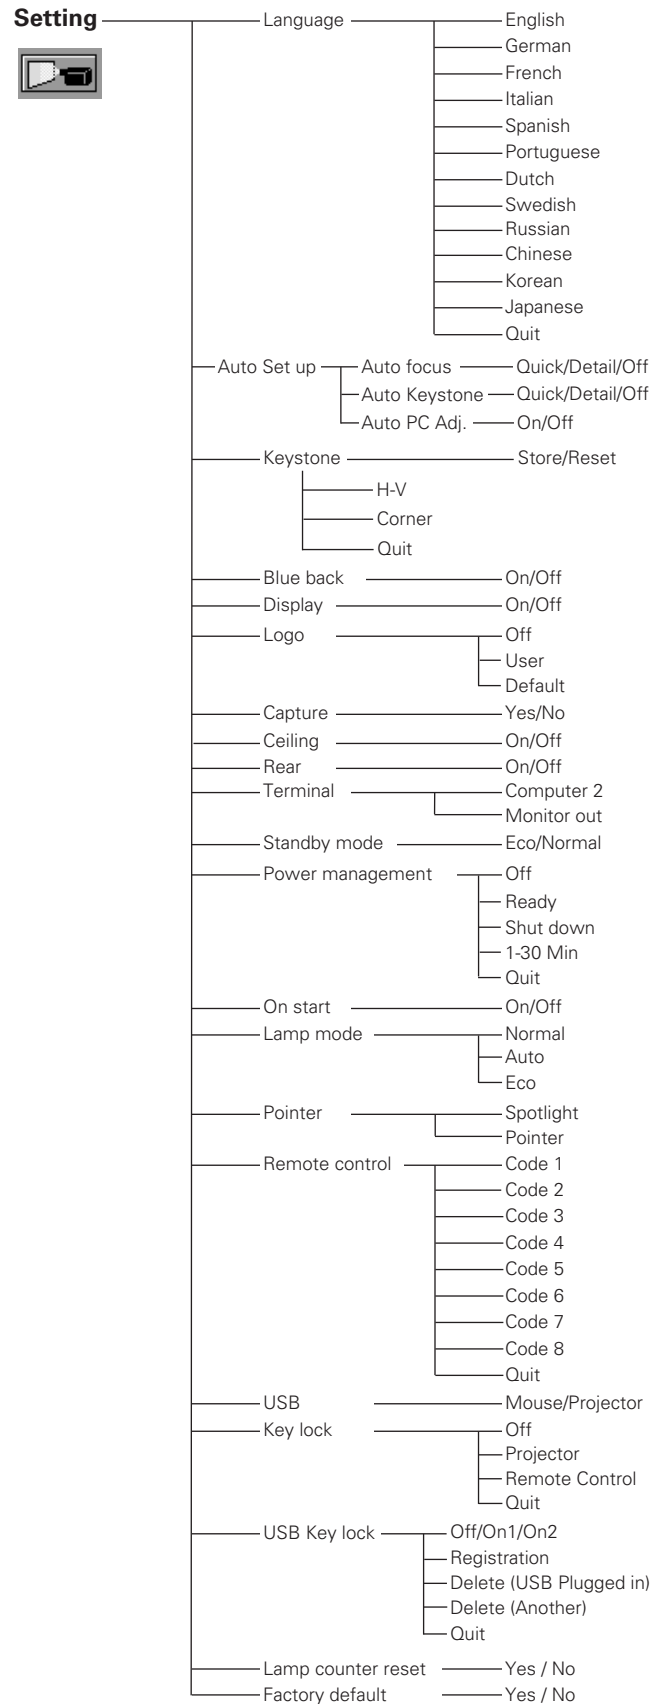 Setting Language English
German
French
Italian
Spanish
Portuguese
Dutch
Swedish
Russian
Chinese
Korean
Japanese
Quit
Auto Set up Auto focus Quick/Detail/Off
Auto Keystone Quick/Detail/Off
Auto PC Adj. On/Off
Keystone Store/Reset
H-V
Corner
Quit
Blue back On/Off
Display On/Off
Logo Off
User
Default
Capture Yes/No
Ceiling On/Off
Rear On/Off
Terminal Computer 2
Monitor out
Standby mode Eco/Normal
Power management Off
Ready
Shut down
1-30 Min
Quit
On start On/Off
Lamp mode Normal
Auto
Eco
Pointer Spotlight
Pointer
Remote control Code 1
Code 2
Code 3
Code 4
Code 5
Code 6
Code 7
Code 8
Quit
USB Mouse/Projector
Key lock Off
Projector
Remote Control
Quit
USB Key lock Off/On1/On2
Registration
Delete (USB Plugged in)
Delete (Another)
Quit
Lamp counter reset Yes / No
Factory default Yes / No